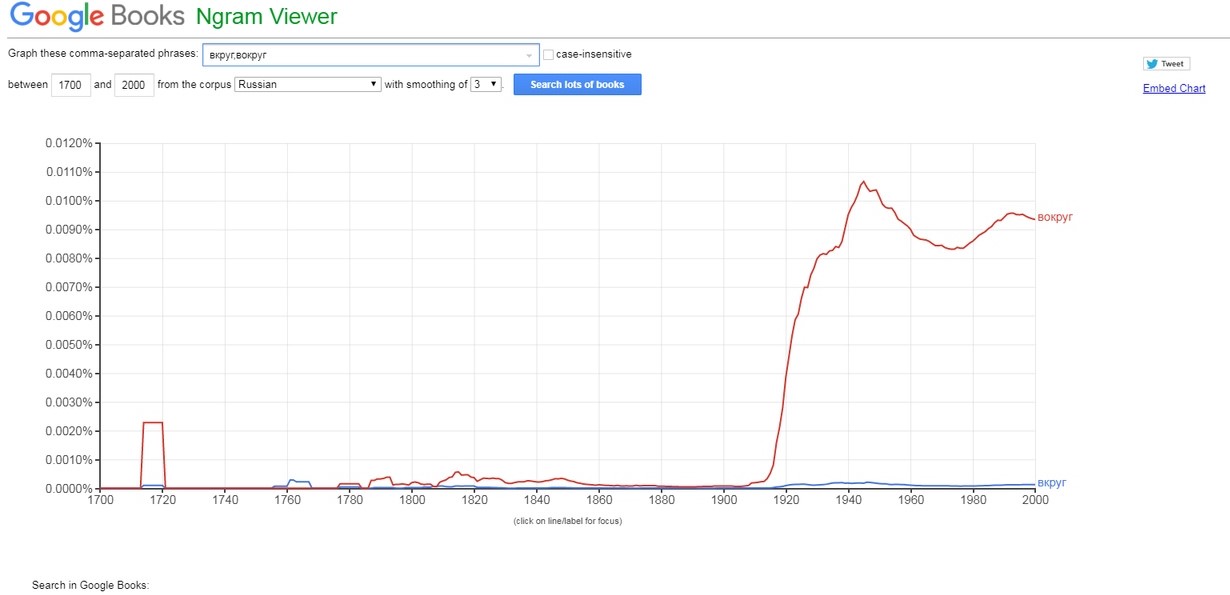 Google Books Ngram Viewer
Graph these comma-separated phrases: вкруг,вокруг case-insensitive
between 1700 and 2000 from the corpus Russian with smoothing of 3. Search lots of books
Tweet
Embed Chart
0.0120%
0.0110%
0.0100%
0.0090%
0.0080%
0.0070%
0.0060%
0.0050%
0.0040%
0.0030%
0.0020%
0.0010%
0.0000%
вокруг
вкруг
1700 1720 1740 1760 1780 1800 1820 1840 1860 1880 1900 1920 1940 1960 1980 2000
(click on line/label for focus)
Search in Google Books: